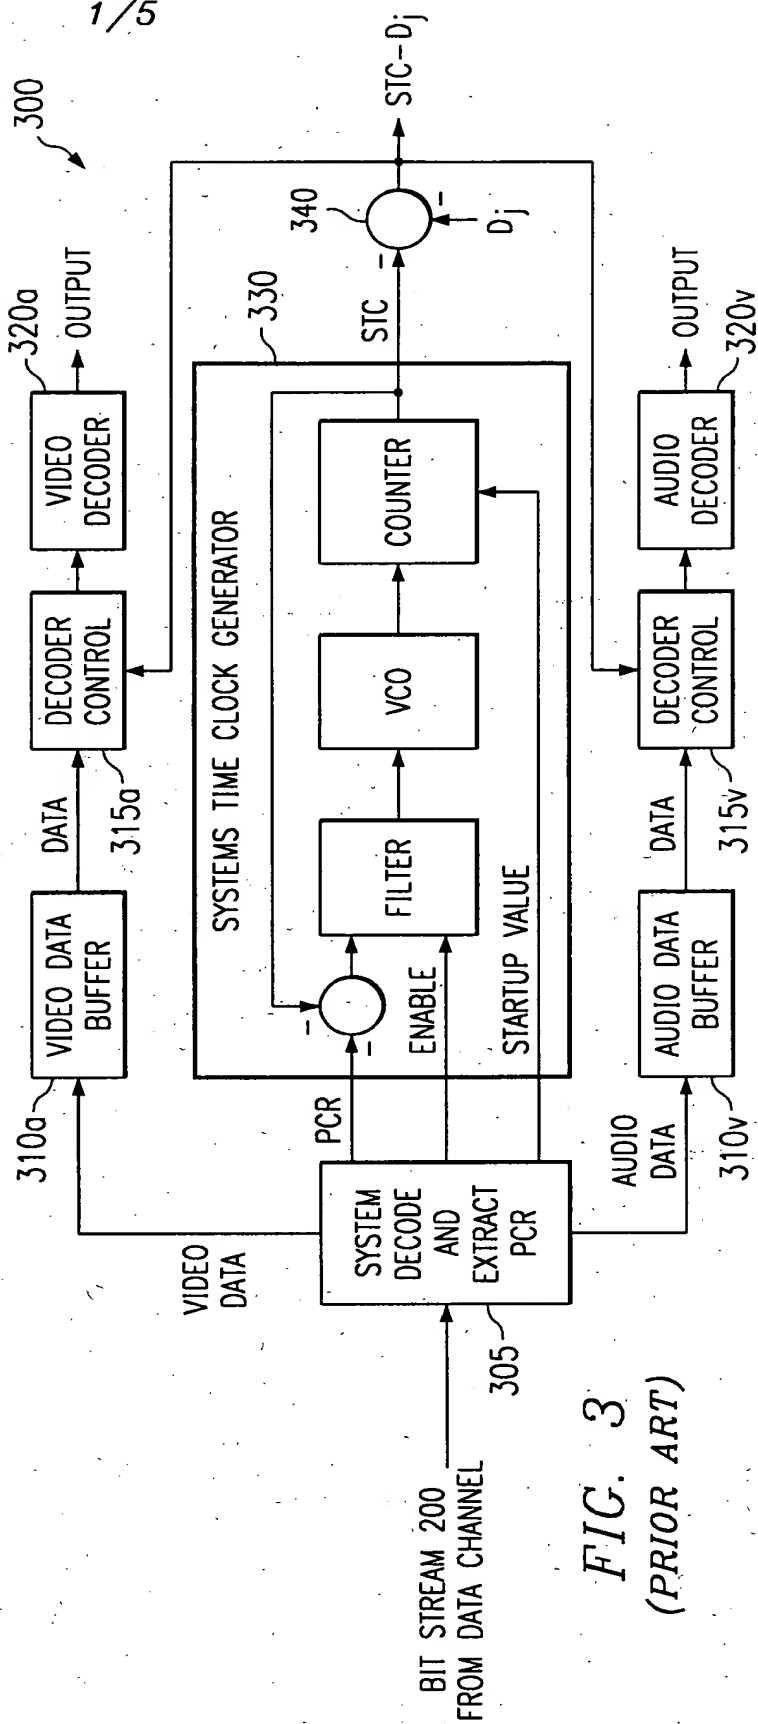 1/5
300
VIDEO DATA
BUFFER
310a
DATA
DECODER
CONTROL
315a
VIDEO
DECODER
320a
OUTPUT
VIDEO
DATA
SYSTEMS TIME CLOCK GENERATOR
330
BIT STREAM 200
FROM DATA CHANNEL
SYSTEM
DECODE
AND
EXTRACT
PCR
305
PCR
-
-
ENABLE
STARTUP VALUE
FILTER
VCO
COUNTER
STC
-
-
340
Dj
STC-Dj
AUDIO
DATA
AUDIO DATA
BUFFER
310v
DATA
DECODER
CONTROL
315v
AUDIO
DECODER
320v
OUTPUT
FIG. 3
(PRIOR ART)